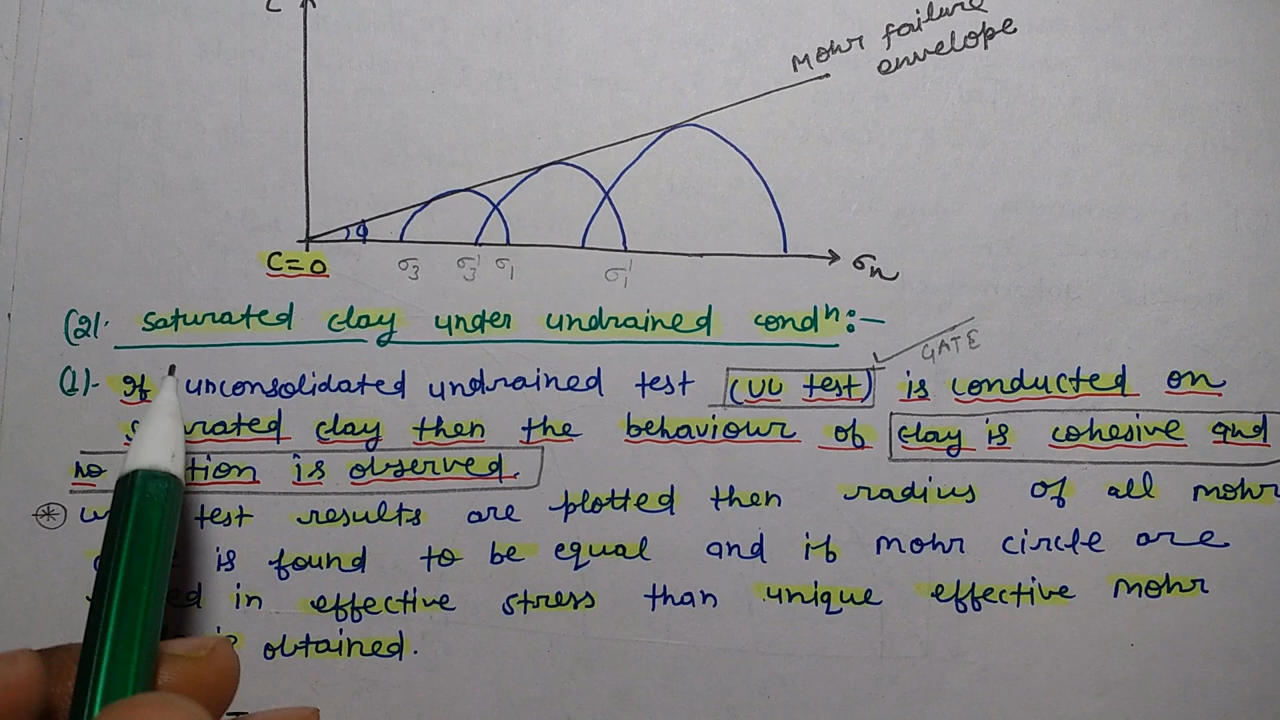 Mohr failure
envelope
φ
C=0
σ3 σ3' σ1 σ1' σn
(2). saturated clay under undrained condⁿ:-
GATE
(1)- If unconsolidated undrained test (UU test) is conducted on
clay then the behaviour of clay is cohesive and
no is observed.
test results are plotted then radius of all mohr
is found to be equal and if mohr circle are
in effective stress than unique effective mohr
is obtained.